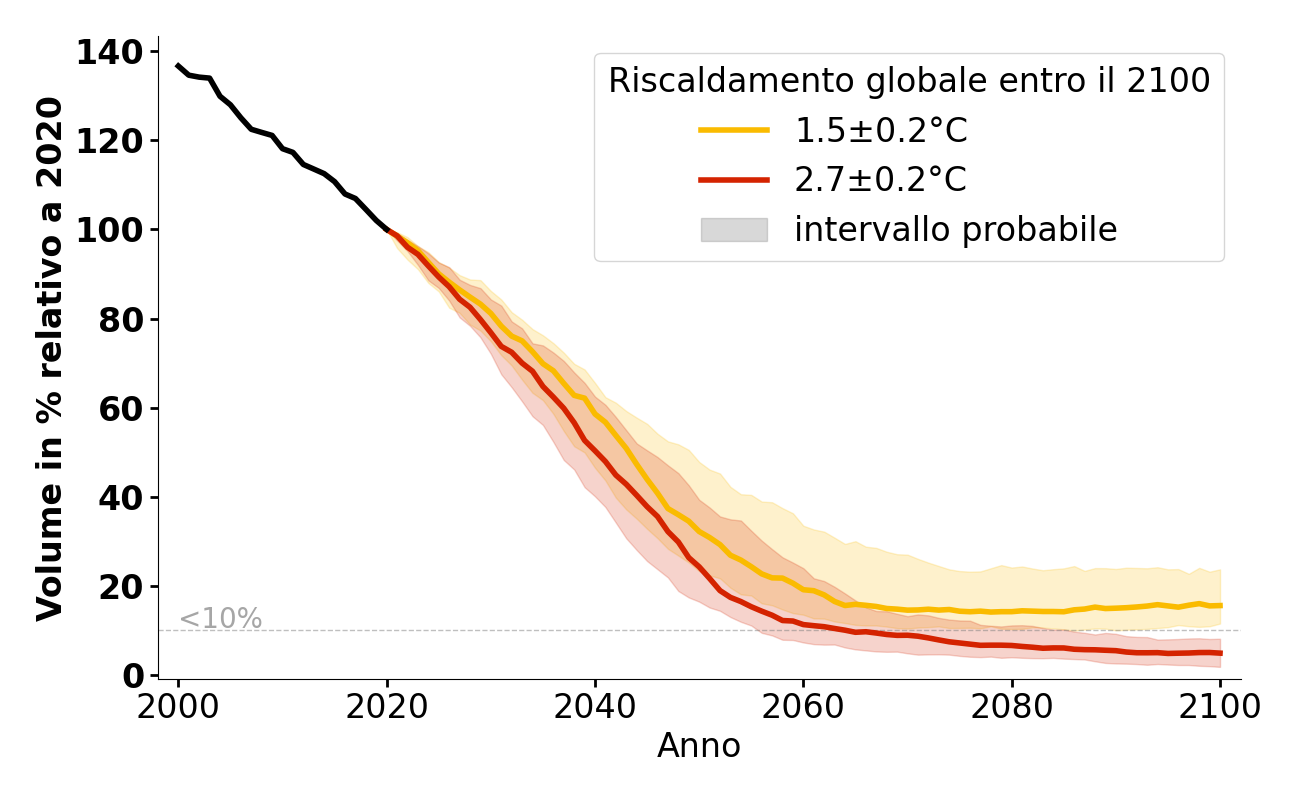 Volume in % relativo a 2020
140
120
100
80
60
40
20
0
<10%
Riscaldamento globale entro il 2100
1.5±0.2°C
2.7±0.2°C
intervallo probabile
2000 2020 2040 2060 2080 2100
Anno